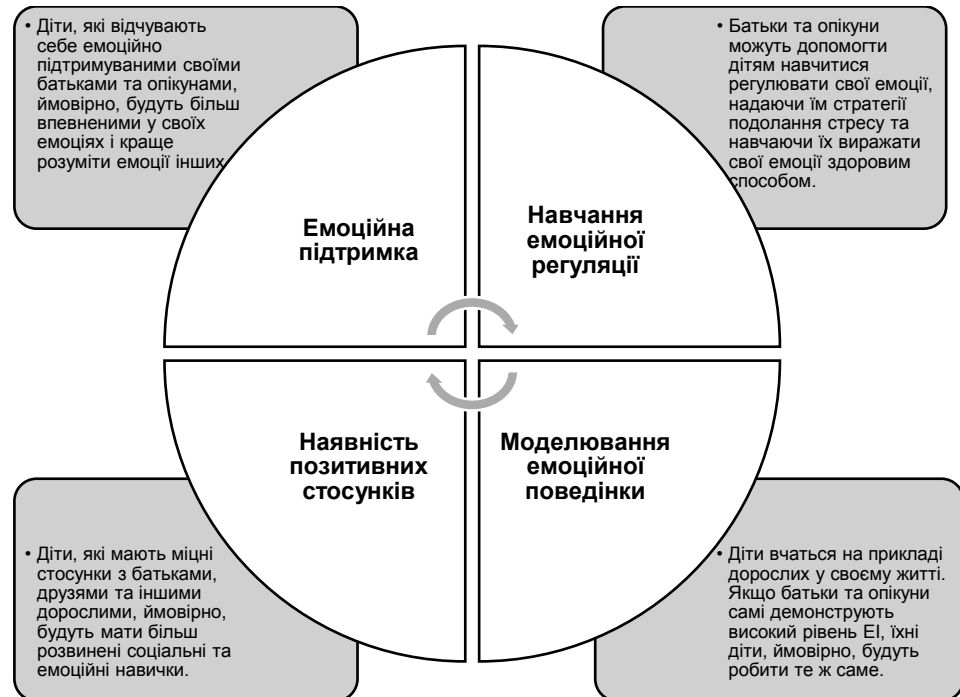 • Діти, які відчувають
себе емоційно
підтримуваними своїми
батьками та опікунами,
ймовірно, будуть більш
впевненими у своїх
емоціях і краще
розуміти емоції інших.
• Батьки та опікуни
можуть допомогти
дітям навчитися
регулювати свої емоції,
надаючи їм стратегії
подолання стресу та
навчаючи їх виражати
свої емоції здоровим
способом.
Емоційна
підтримка
Навчання
емоційної
регуляції
Наявність
позитивних
стосунків
Моделювання
емоційної
поведінки
• Діти, які мають міцні
стосунки з батьками,
друзями та іншими
дорослими, ймовірно,
будуть мати більш
розвинені соціальні та
емоційні навички.
• Діти вчаться на прикладі
дорослих у своєму житті.
Якщо батьки та опікуни
самі демонструють
високий рівень ЕІ, їхні
діти, ймовірно, будуть
робити те ж саме.